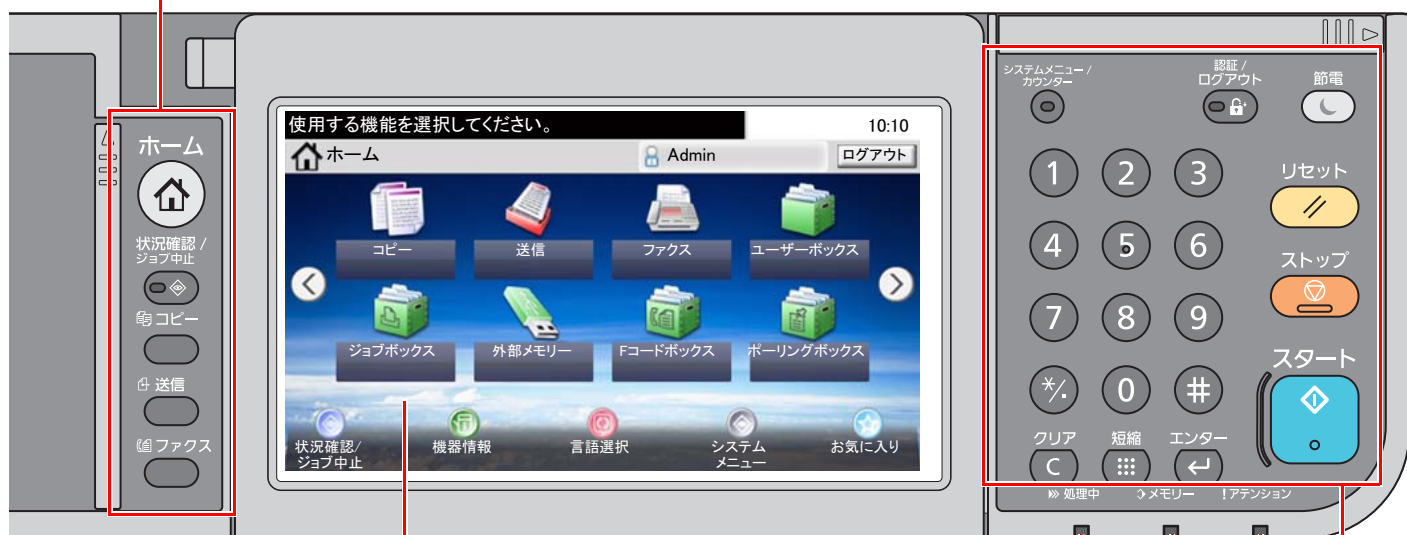 ホーム
状況確認 /
ジョブ中止
コピー
送信
ファクス
使用する機能を選択してください。
10:10
ホーム
Admin
ログアウト
コピー
送信
ファクス
ユーザーボックス
ジョブボックス
外部メモリー
Fコードボックス
ポーリングボックス
状況確認/
ジョブ中止
機器情報
言語選択
システム
メニュー
お気に入り
システムメニュー /
カウンター
認証 /
ログアウト
節電
1 2 3
リセット
4 5 6
ストップ
7 8 9
スタート
*/. 0 #
クリア 短縮 エンター
C
処理中 メモリー !アテンション